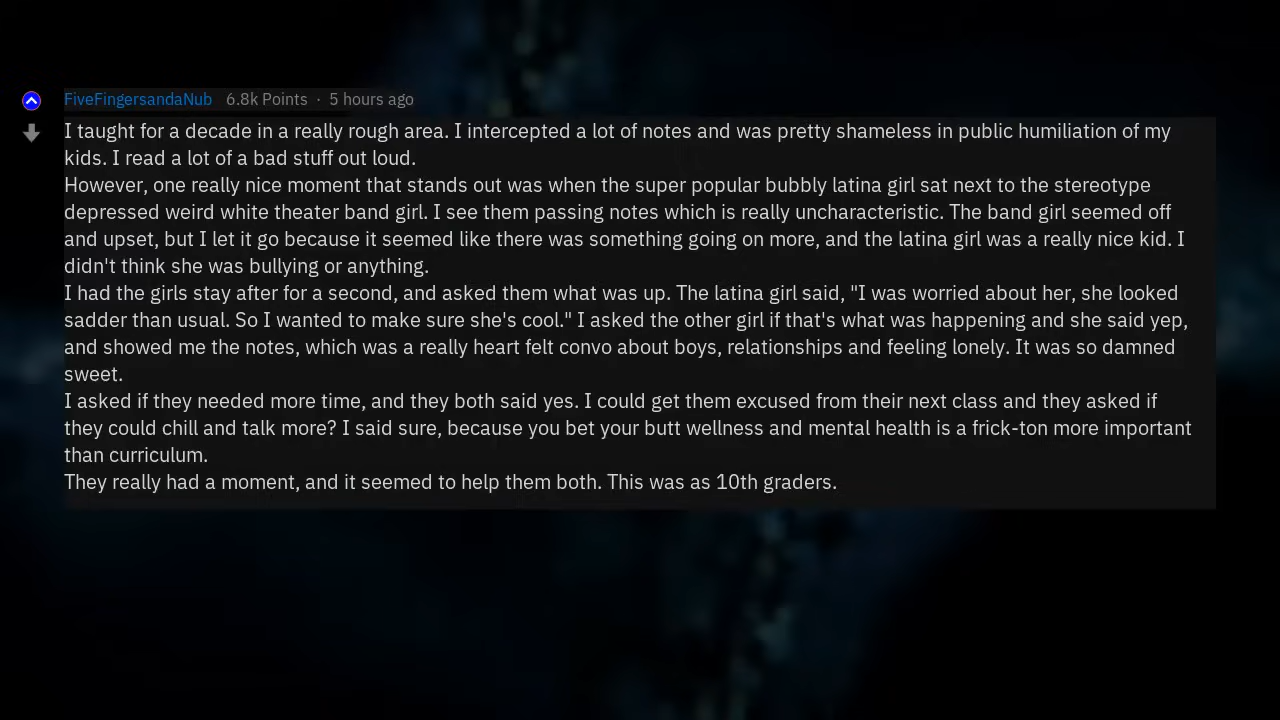 FiveFingersandaNub 6.8k Points · 5 hours ago
I taught for a decade in a really rough area. I intercepted a lot of notes and was pretty shameless in public humiliation of my
kids. I read a lot of a bad stuff out loud.
However, one really nice moment that stands out was when the super popular bubbly latina girl sat next to the stereotype
depressed weird white theater band girl. I see them passing notes which is really uncharacteristic. The band girl seemed off
and upset, but I let it go because it seemed like there was something going on more, and the latina girl was a really nice kid. I
didn't think she was bullying or anything.
I had the girls stay after for a second, and asked them what was up. The latina girl said, "I was worried about her, she looked
sadder than usual. So I wanted to make sure she's cool." I asked the other girl if that's what was happening and she said yep,
and showed me the notes, which was a really heart felt convo about boys, relationships and feeling lonely. It was so damned
sweet.
I asked if they needed more time, and they both said yes. I could get them excused from their next class and they asked if
they could chill and talk more? I said sure, because you bet your butt wellness and mental health is a frick-ton more important
than curriculum.
They really had a moment, and it seemed to help them both. This was as 10th graders.